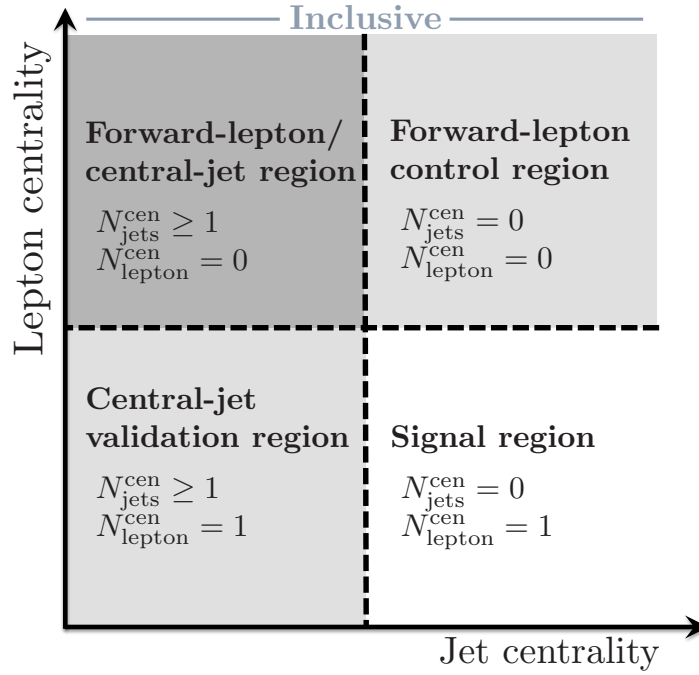 Inclusive
Lepton centrality
Forward-lepton/
central-jet region
N_jets^cen ≥ 1
N_lepton^cen = 0
Forward-lepton
control region
N_jets^cen = 0
N_lepton^cen = 0
Central-jet
validation region
N_jets^cen ≥ 1
N_lepton^cen = 1
Signal region
N_jets^cen = 0
N_lepton^cen = 1
Jet centrality